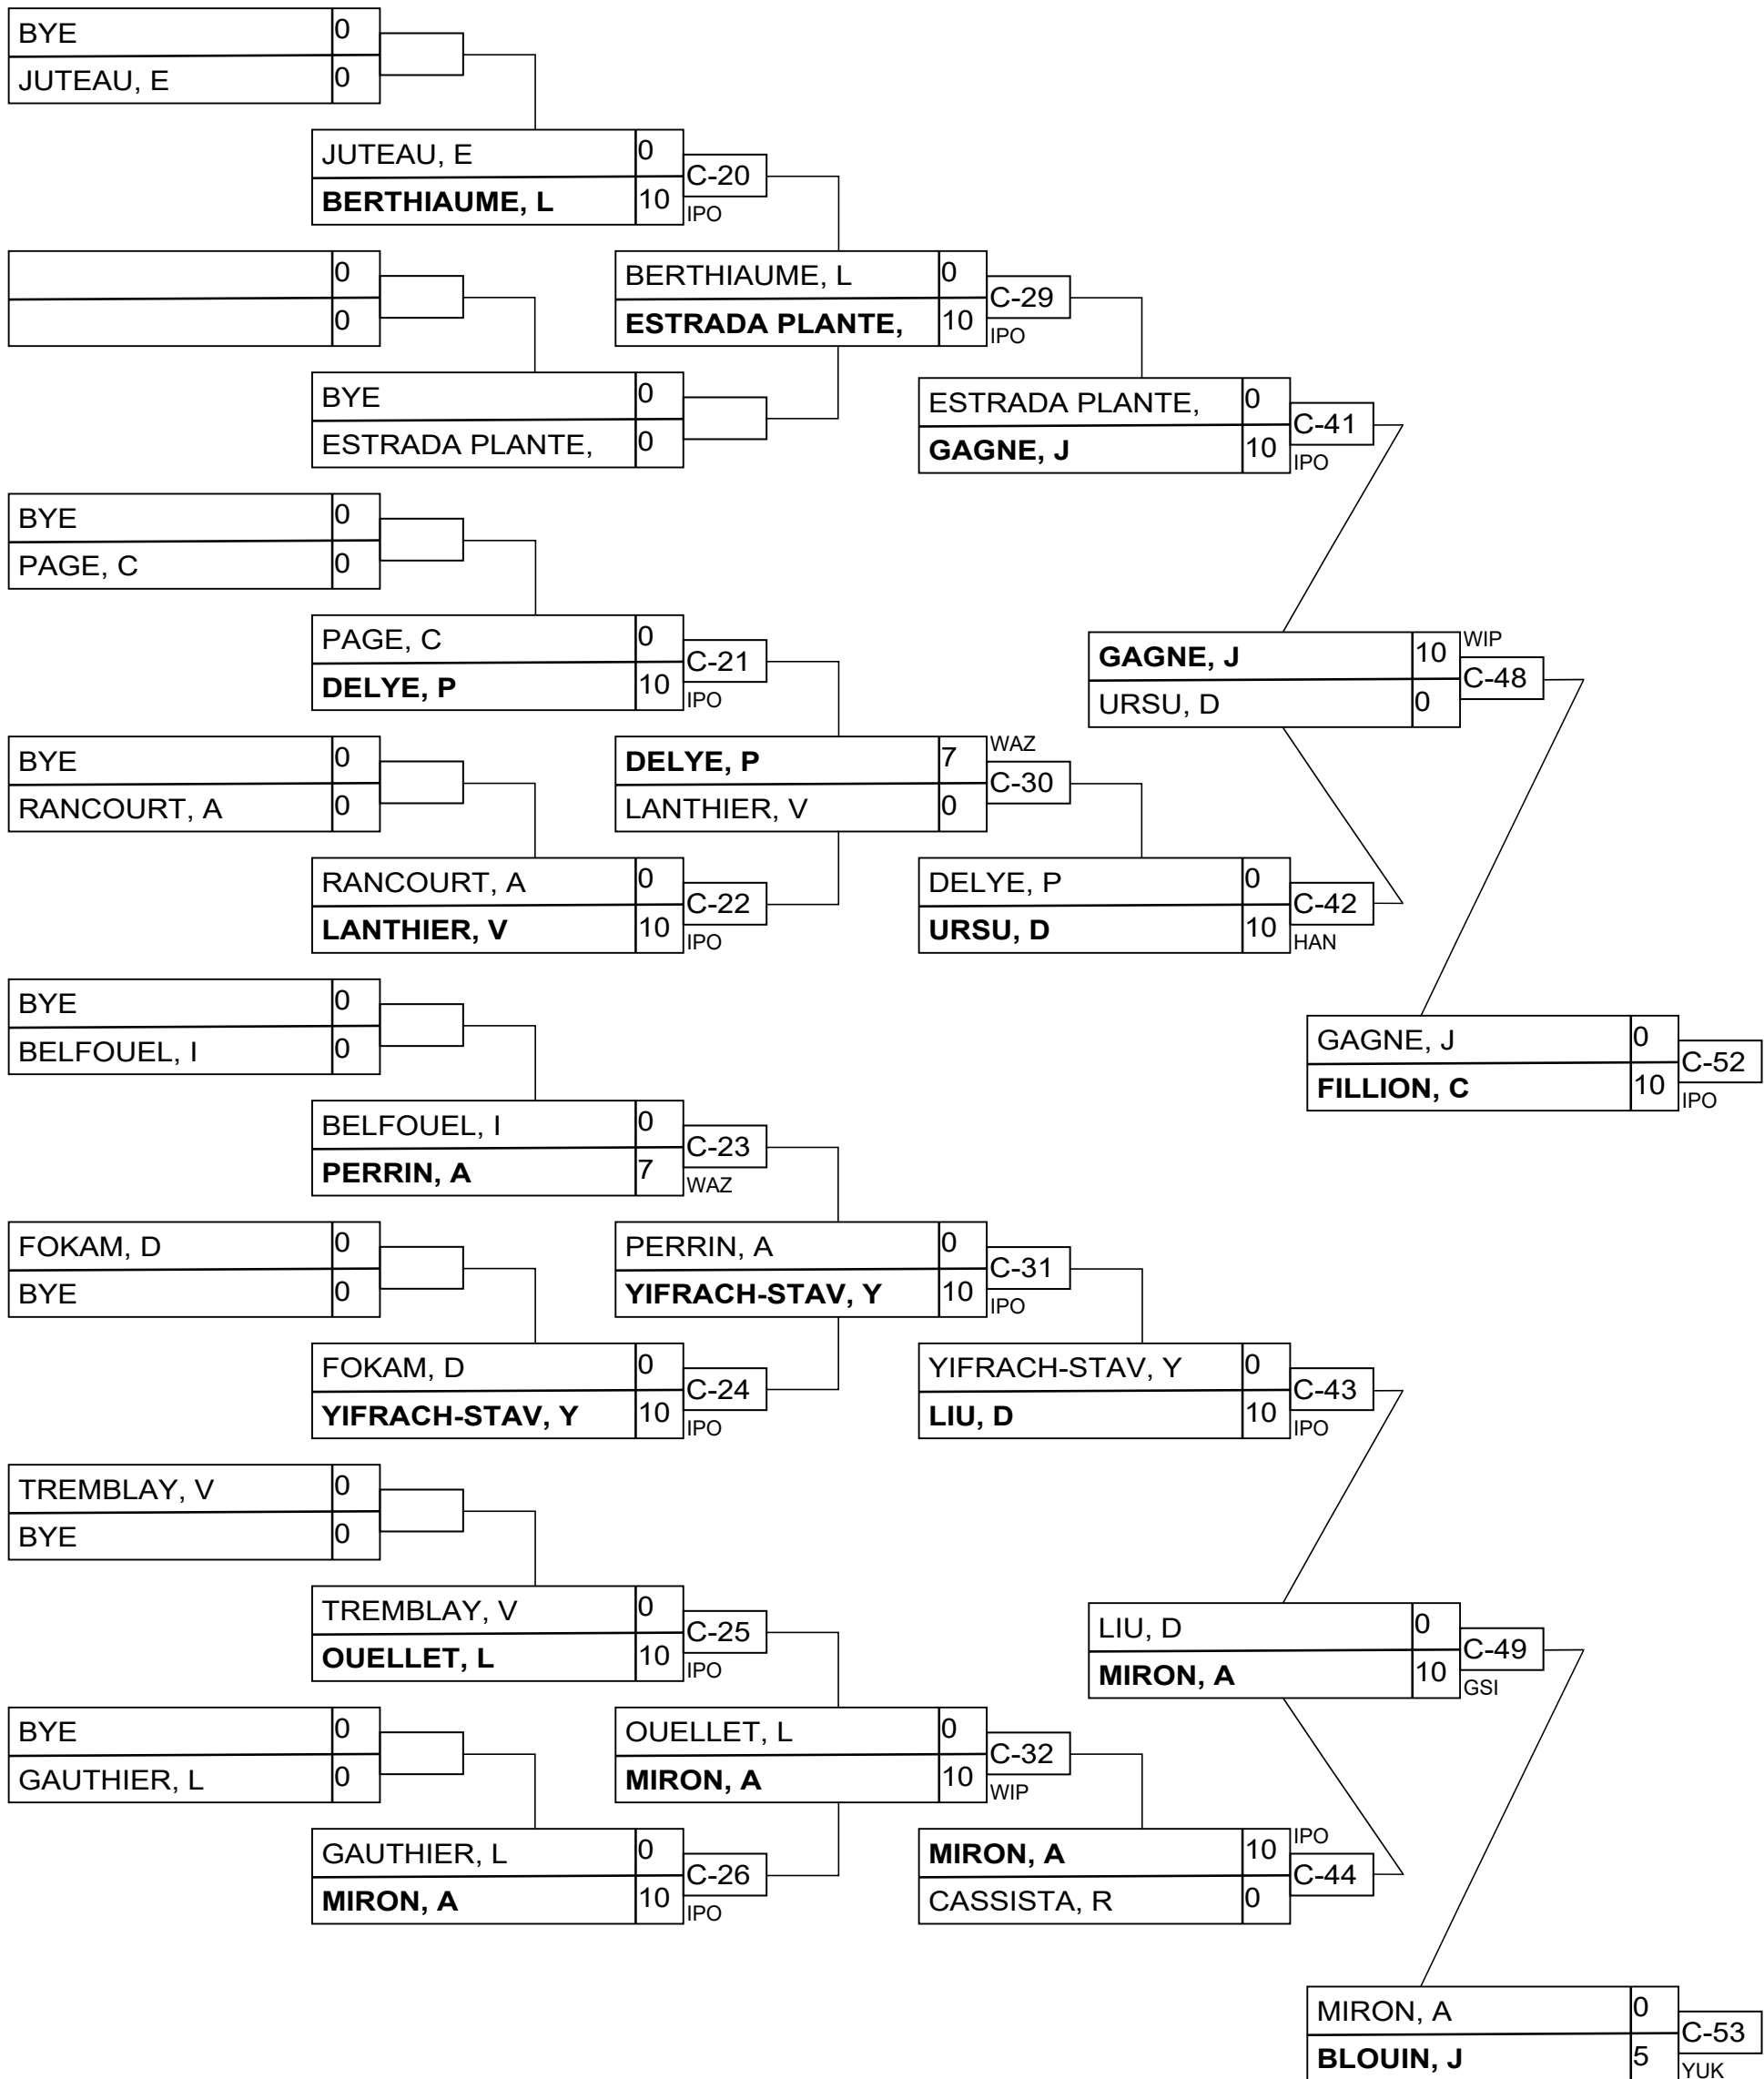 BYE 0
JUTEAU, E 0
JUTEAU, E 0
C-20
BERTHIAUME, L 10
IPO
0
0
BERTHIAUME, L 0
C-29
ESTRADA PLANTE, 10
IPO
BYE 0
ESTRADA PLANTE, 0
ESTRADA PLANTE, 0
C-41
GAGNE, J 10
IPO
BYE 0
PAGE, C 0
PAGE, C 0
C-21
DELYE, P 10
IPO
GAGNE, J 10
WIP
C-48
URSU, D 0
BYE 0
RANCOURT, A 0
DELYE, P 7
WAZ
C-30
LANTHIER, V 0
RANCOURT, A 0
C-22
LANTHIER, V 10
IPO
DELYE, P 0
C-42
URSU, D 10
HAN
BYE 0
BELFOUEL, I 0
GAGNE, J 0
C-52
FILLION, C 10
IPO
BELFOUEL, I 0
C-23
PERRIN, A 7
WAZ
FOKAM, D 0
BYE 0
PERRIN, A 0
C-31
YIFRACH-STAV, Y 10
IPO
FOKAM, D 0
C-24
YIFRACH-STAV, Y 10
IPO
YIFRACH-STAV, Y 0
C-43
LIU, D 10
IPO
TREMBLAY, V 0
BYE 0
TREMBLAY, V 0
C-25
OUELLET, L 10
IPO
LIU, D 0
C-49
MIRON, A 10
GSI
BYE 0
GAUTHIER, L 0
OUELLET, L 0
C-32
MIRON, A 10
WIP
GAUTHIER, L 0
C-26
MIRON, A 10
IPO
MIRON, A 10
IPO
C-44
CASSISTA, R 0
MIRON, A 0
C-53
BLOUIN, J 5
YUK